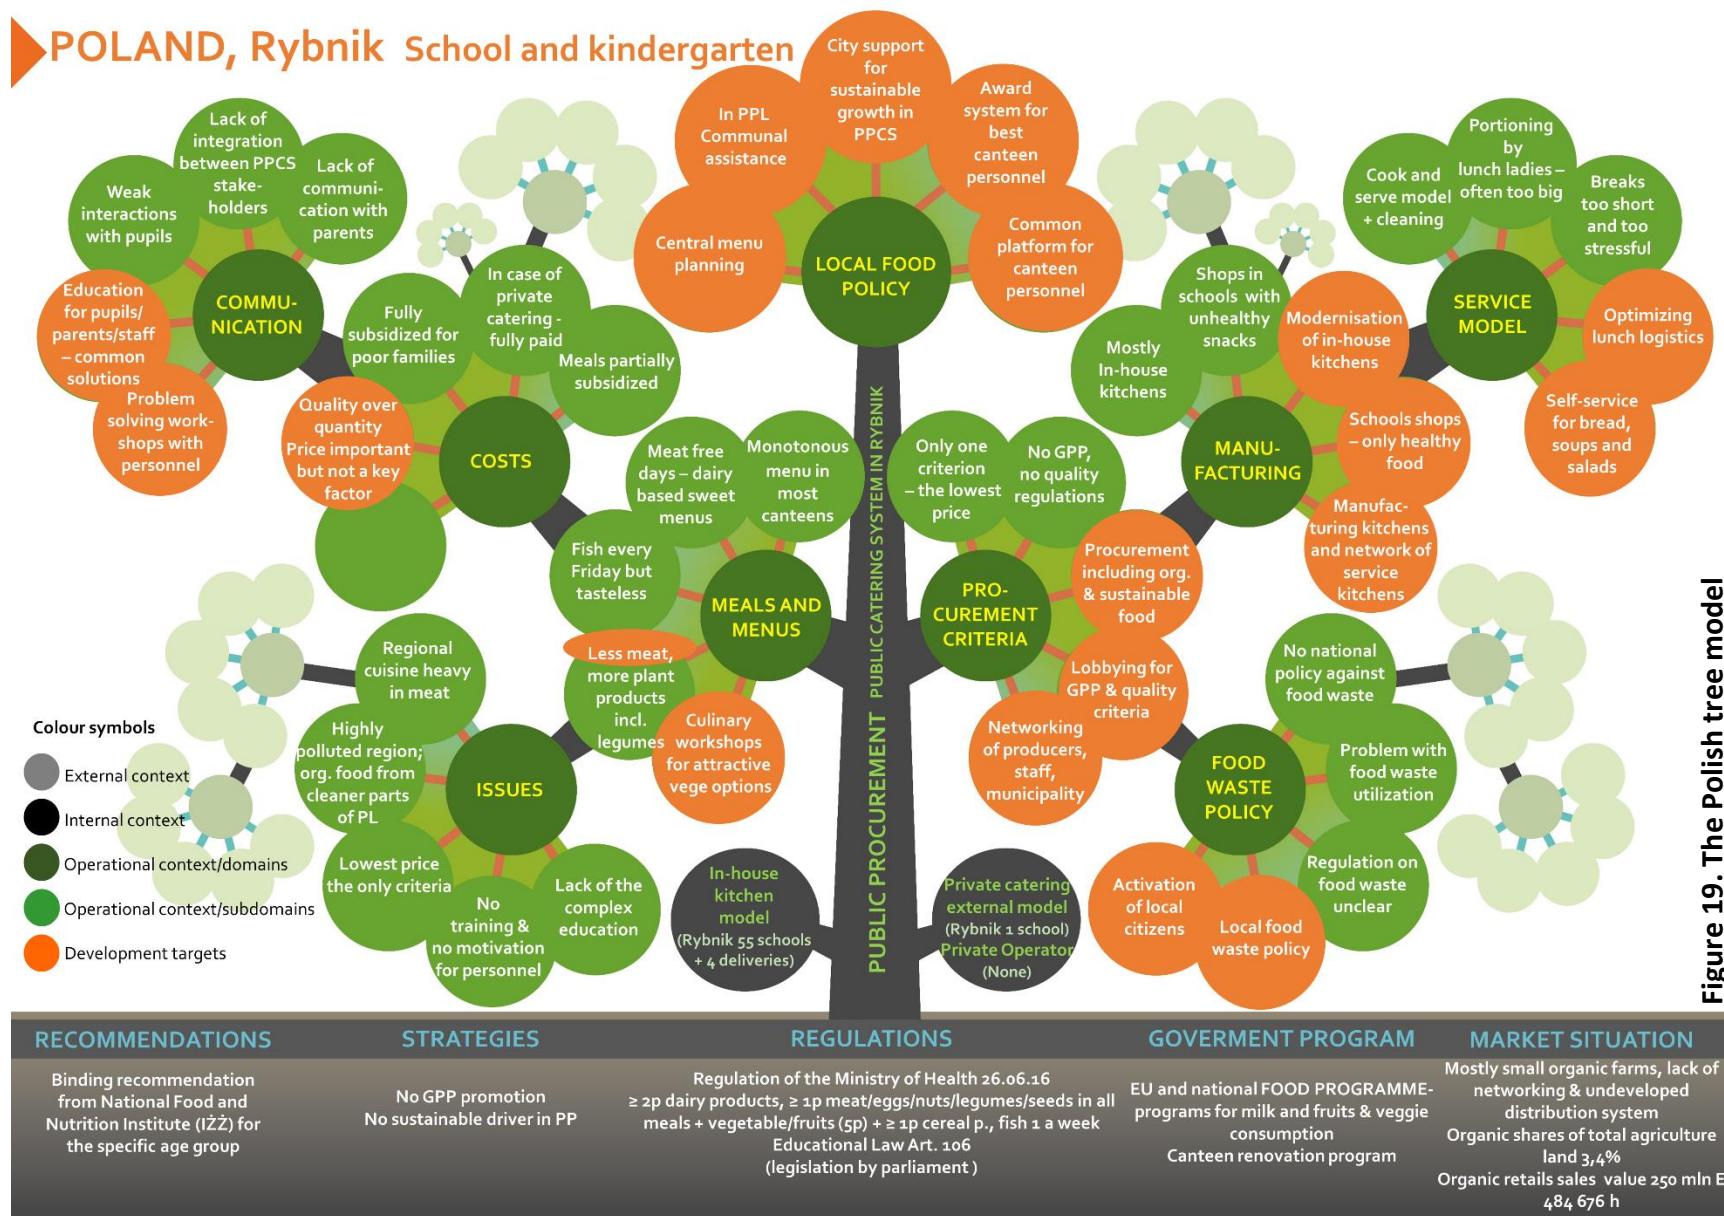 POLAND, Rybnik School and kindergarten
Lack of
integration
between PPCS
stake-
holders
Weak
interactions
with pupils
Lack of
communi-
cation with
parents
Education
for pupils/
parents/staff
– common
solutions
Problem
solving work-
shops with
personnel
COMMU-
NICATION
Fully
subsidized for
poor families
In case of
private
catering -
fully paid
Meals partially
subsidized
Quality over
quantity
Price important
but not a key
factor
COSTS
City support
for
sustainable
growth in
PPCS
In PPL
Communal
assistance
Award
system for
best
canteen
personnel
Central menu
planning
Common
platform for
canteen
personnel
LOCAL FOOD
POLICY
Cook and
serve model
+ cleaning
Portioning
by
lunch ladies –
often too big
Breaks
too short
and too
stressful
Optimizing
lunch logistics
Self-service
for bread,
soups and
salads
SERVICE
MODEL
Mostly
In-house
kitchens
Shops in
schools with
unhealthy
snacks
Modernisation
of in-house
kitchens
Schools shops
– only healthy
food
Manufac-
turing kitchens
and network of
service
kitchens
MANU-
FACTURING
Meat free
days – dairy
based sweet
menus
Monotonous
menu in
most
canteens
Fish every
Friday but
tasteless
Less meat,
more plant
products
incl.
legumes
Culinary
workshops
for attractive
vege options
MEALS AND
MENUS
Only one
criterion
– the lowest
price
No GPP,
no quality
regulations
Procurement
including org.
& sustainable
food
Lobbying for
GPP & quality
criteria
Networking
of producers,
staff,
municipality
PRO-
CUREMENT
CRITERIA
Regional
cuisine heavy
in meat
Highly
polluted region;
org. food from
cleaner parts
of PL
Lowest price
the only criteria
No
training &
no motivation
for personnel
Lack of the
complex
education
ISSUES
No national
policy against
food waste
Problem with
food waste
utilization
Regulation on
food waste
unclear
Local food
waste policy
Activation
of local
citizens
FOOD
WASTE
POLICY
In-house
kitchen
model
(Rybnik 55 schools
+ 4 deliveries)
Private catering
external model
(Rybnik 1 school)
Private Operator
(None)
PUBLIC PROCUREMENT PUBLIC CATERING SYSTEM IN RYBNIK
Colour symbols
External context
Internal context
Operational context/domains
Operational context/subdomains
Development targets
Figure 19. The Polish tree model
RECOMMENDATIONS
Binding recommendation
from National Food and
Nutrition Institute (IŻŻ) for
the specific age group
STRATEGIES
No GPP promotion
No sustainable driver in PP
REGULATIONS
Regulation of the Ministry of Health 26.06.16
≥ 2p dairy products, ≥ 1p meat/eggs/nuts/legumes/seeds in all
meals + vegetable/fruits (5p) + ≥ 1p cereal p., fish 1 a week
Educational Law Art. 106
(legislation by parliament )
GOVERMENT PROGRAM
EU and national FOOD PROGRAMME-
programs for milk and fruits & veggie
consumption
Canteen renovation program
MARKET SITUATION
Mostly small organic farms, lack of
networking & undeveloped
distribution system
Organic shares of total agriculture
land 3,4%
Organic retails sales value 250 mln E
484 676 h